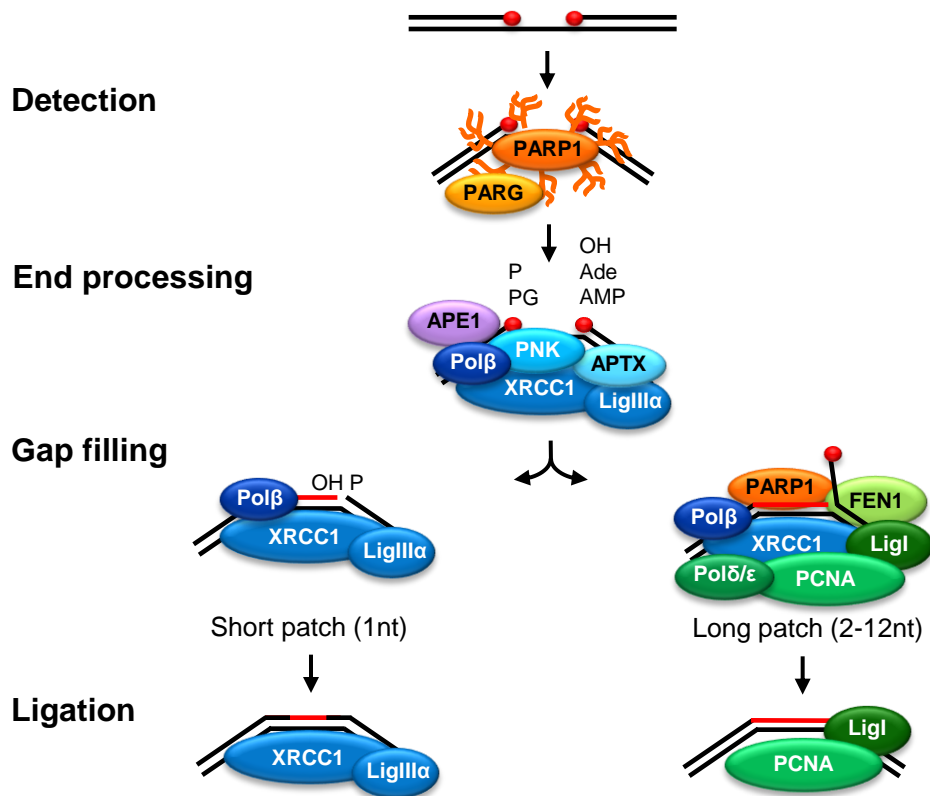 Detection
PARP1
PARG
End processing
P
PG
OH
Ade
AMP
APE1
PNK
Polβ
APTX
XRCC1
LigIIIα
Gap filling
OH P
Polβ
XRCC1
LigIIIα
PARP1
FEN1
Polβ
XRCC1
LigI
Polδ/ε
PCNA
Short patch (1nt)
Long patch (2-12nt)
Ligation
XRCC1
LigIIIα
LigI
PCNA